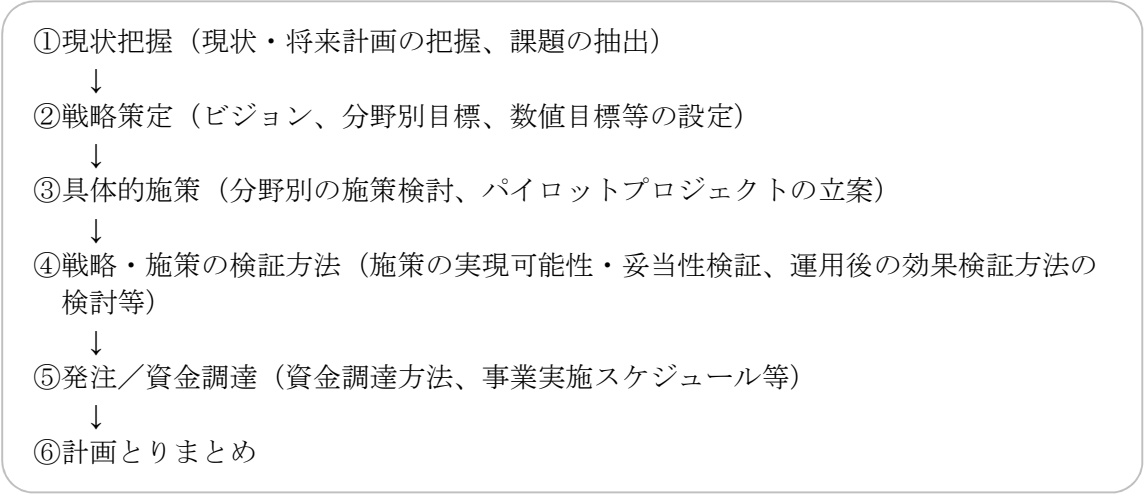 ①現状把握（現状・将来計画の把握、課題の抽出）
↓
②戦略策定（ビジョン、分野別目標、数値目標等の設定）
↓
③具体的施策（分野別の施策検討、パイロットプロジェクトの立案）
↓
④戦略・施策の検証方法（施策の実現可能性・妥当性検証、運用後の効果検証方法の
検討等）
↓
⑤発注／資金調達（資金調達方法、事業実施スケジュール等）
↓
⑥計画とりまとめ